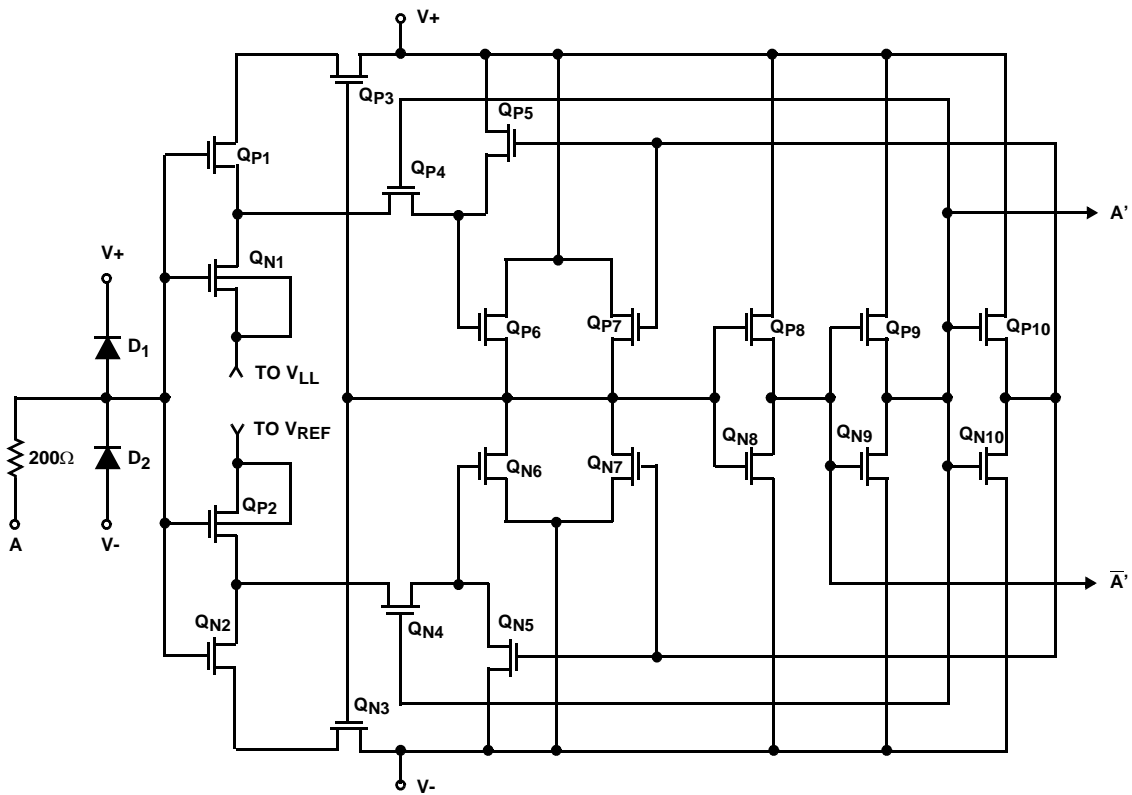 V+
QP3
QP5
QP1
QP4
A'
V+
QN1
QP6
QP7
QP8
QP9
QP10
D1
TO VLL
TO VREF
200Ω
D2
QN6
QN7
QN8
QN9
QN10
QP2
A
V-
A̅'
QN2
QN4
QN5
QN3
V-